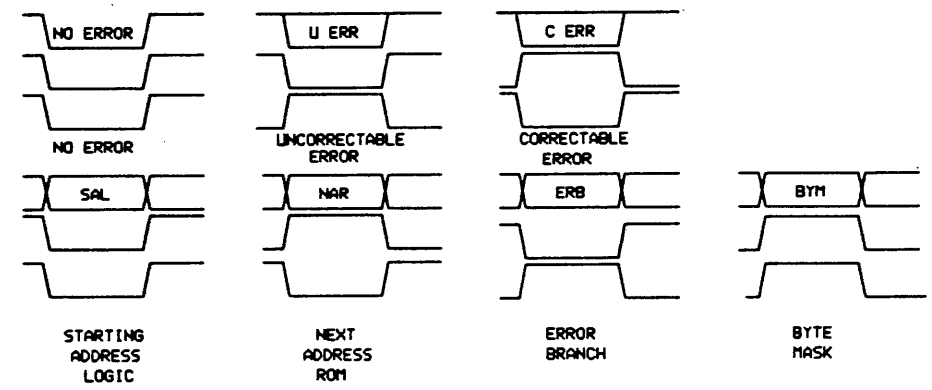 NO ERROR
U ERR
C ERR
NO ERROR
UNCORRECTABLE
ERROR
CORRECTABLE
ERROR
SAL
NAR
ERB
BYM
STARTING
ADDRESS
LOGIC
NEXT
ADDRESS
ROM
ERROR
BRANCH
BYTE
MASK